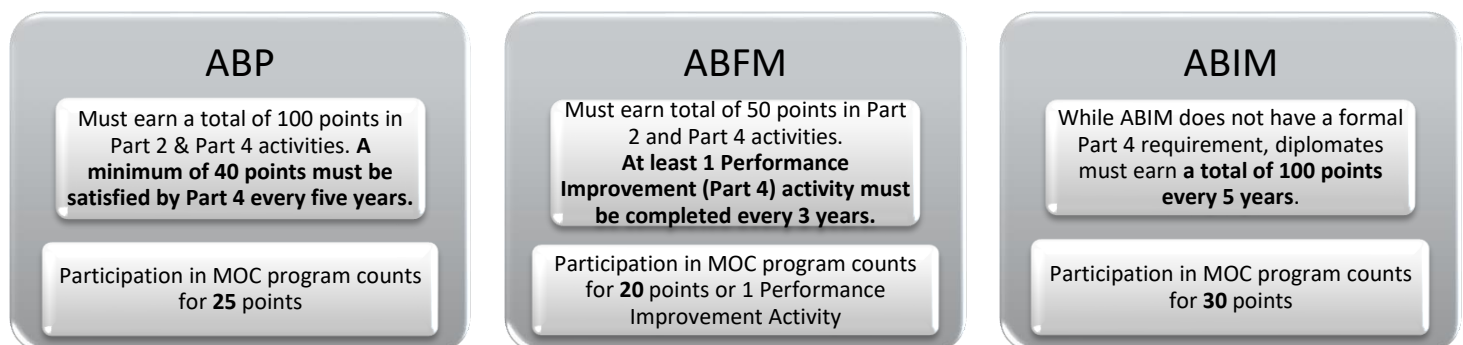 ABP
Must earn a total of 100 points in
Part 2 & Part 4 activities. A
minimum of 40 points must be
satisfied by Part 4 every five years.
Participation in MOC program counts
for 25 points
ABFM
Must earn total of 50 points in Part
2 and Part 4 activities.
At least 1 Performance
Improvement (Part 4) activity must
be completed every 3 years.
Participation in MOC program counts
for 20 points or 1 Performance
Improvement Activity
ABIM
While ABIM does not have a formal
Part 4 requirement, diplomates
must earn a total of 100 points
every 5 years.
Participation in MOC program counts
for 30 points